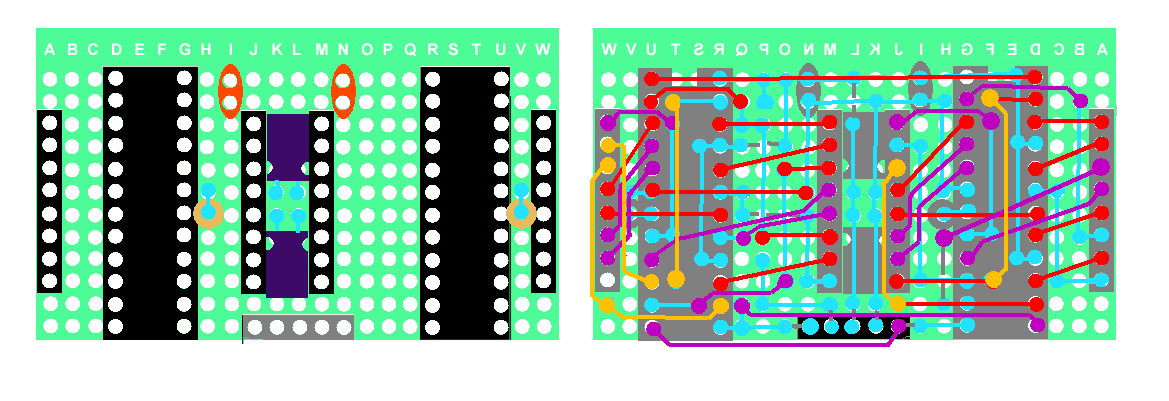 A B C D E F G H I J K L M N O P Q R S T U V W
W V U T S R Q P O N M L K J I H G F E D C B A